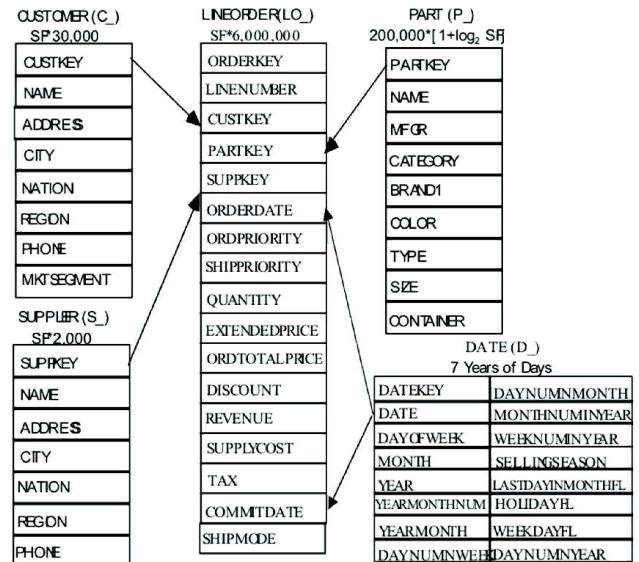 CUSTOMER (C_)
SF*30,000
CUSTKEY
NAME
ADDRESS
CITY
NATION
REGION
PHONE
MKTSEGMENT
SUPPLIER (S_)
SF*2,000
SUPPKEY
NAME
ADDRESS
CITY
NATION
REGION
PHONE
LINEORDER(LO_)
SF*6,000,000
ORDERKEY
LINENUMBER
CUSTKEY
PARTKEY
SUPPKEY
ORDERDATE
ORDPRIORITY
SHIPPRIORITY
QUANTITY
EXTENDEDPRICE
ORDTOTALPRICE
DISCOUNT
REVENUE
SUPPLYCOST
TAX
COMMITDATE
SHIPMODE
PART (P_)
200,000*[1+log₂ SF]
PARTKEY
NAME
MFGR
CATEGORY
BRAND1
COLOR
TYPE
SIZE
CONTAINER
DATE (D_)
7 Years of Days
DATEKEY DAYNUMNMONTH
DATE MONTHNUMINYEAR
DAYOFWEEK WEEKNUMINYEAR
MONTH SELLINGSEASON
YEAR LASTDAYINMONTHFL
YEARMONTHNUM HOLIDAYFL
YEARMONTH WEEKDAYFL
DAYNUMNWEEK DAYNUMNYEAR